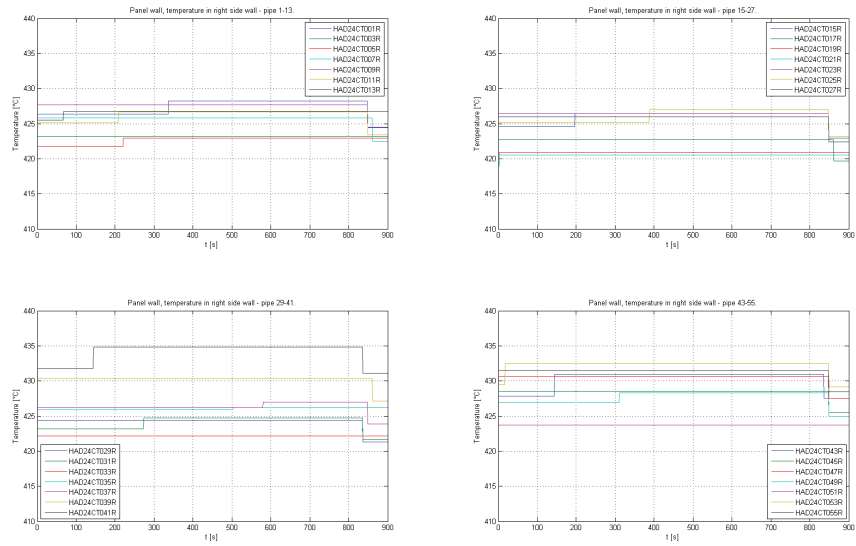 Panel wall, temperature in right side wall - pipe 1-13.
440
435
430
425
420
415
410
Temperature [°C]
0 100 200 300 400 500 600 700 800 900
t [s]
HAD24CT001R
HAD24CT003R
HAD24CT005R
HAD24CT007R
HAD24CT009R
HAD24CT011R
HAD24CT013R
Panel wall, temperature in right side wall - pipe 15-27.
440
435
430
425
420
415
410
Temperature [°C]
0 100 200 300 400 500 600 700 800 900
t [s]
HAD24CT015R
HAD24CT017R
HAD24CT019R
HAD24CT021R
HAD24CT023R
HAD24CT025R
HAD24CT027R
Panel wall, temperature in right side wall - pipe 29-41.
440
435
430
425
420
415
410
Temperature [°C]
0 100 200 300 400 500 600 700 800 900
t [s]
HAD24CT029R
HAD24CT031R
HAD24CT033R
HAD24CT035R
HAD24CT037R
HAD24CT039R
HAD24CT041R
Panel wall, temperature in right side wall - pipe 43-55.
440
435
430
425
420
415
410
Temperature [°C]
0 100 200 300 400 500 600 700 800 900
t [s]
HAD24CT043R
HAD24CT045R
HAD24CT047R
HAD24CT049R
HAD24CT051R
HAD24CT053R
HAD24CT055R